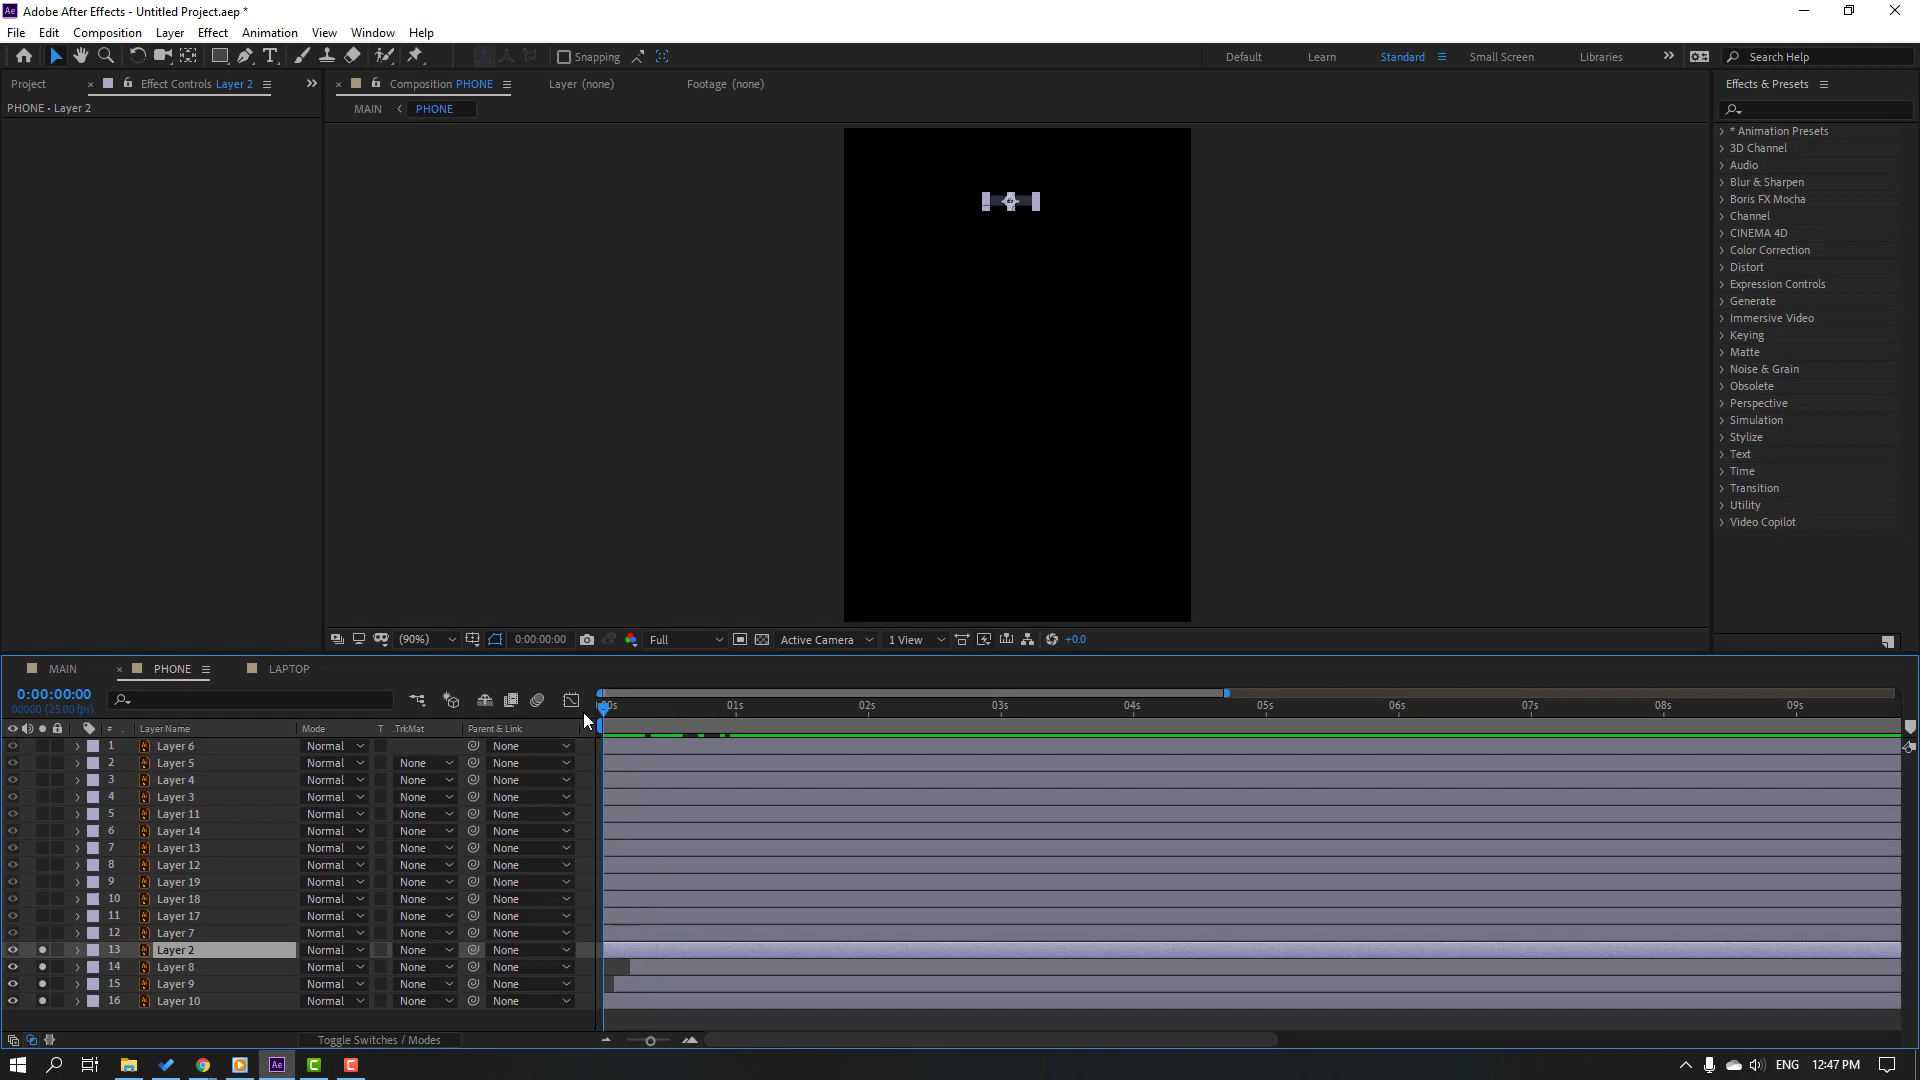 Adobe After Effects - Untitled Project.aep *
File Edit Composition Layer Effect Animation View Window Help
Snapping Default Learn Standard Small Screen Libraries Search Help
Project Effect Controls Layer 2 Composition PHONE Layer (none) Footage (none) Effects & Presets
PHONE • Layer 2 MAIN PHONE
* Animation Presets
3D Channel
Audio
Blur & Sharpen
Boris FX Mocha
Channel
CINEMA 4D
Color Correction
Distort
Expression Controls
Generate
Immersive Video
Keying
Matte
Noise & Grain
Obsolete
Perspective
Simulation
Stylize
Text
Time
Transition
Utility
Video Copilot
(90%) 0:00:00:00 Full Active Camera 1 View +0.0
MAIN PHONE LAPTOP
0:00:00:00
00000 (25.00 fps)
00s 01s 02s 03s 04s 05s 06s 07s 08s 09s
# Layer Name Mode T .TrkMat Parent & Link
1 Layer 6 Normal None
2 Layer 5 Normal None None
3 Layer 4 Normal None None
4 Layer 3 Normal None None
5 Layer 11 Normal None None
6 Layer 14 Normal None None
7 Layer 13 Normal None None
8 Layer 12 Normal None None
9 Layer 19 Normal None None
10 Layer 18 Normal None None
11 Layer 17 Normal None None
12 Layer 7 Normal None None
13 Layer 2 Normal None None
14 Layer 8 Normal None None
15 Layer 9 Normal None None
16 Layer 10 Normal None None
Toggle Switches / Modes
Ae ENG 12:47 PM